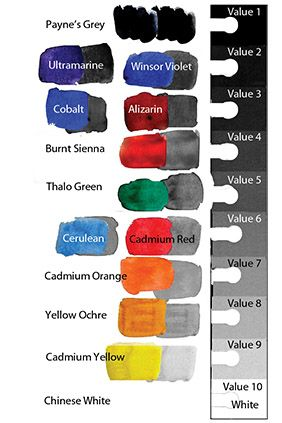 Payne's Grey
Value 1
Ultramarine
Winsor Violet
Value 2
Cobalt
Alizarin
Value 3
Burnt Sienna
Value 4
Thalo Green
Value 5
Cerulean
Cadmium Red
Value 6
Cadmium Orange
Value 7
Yellow Ochre
Value 8
Cadmium Yellow
Value 9
Value 10
Chinese White
White